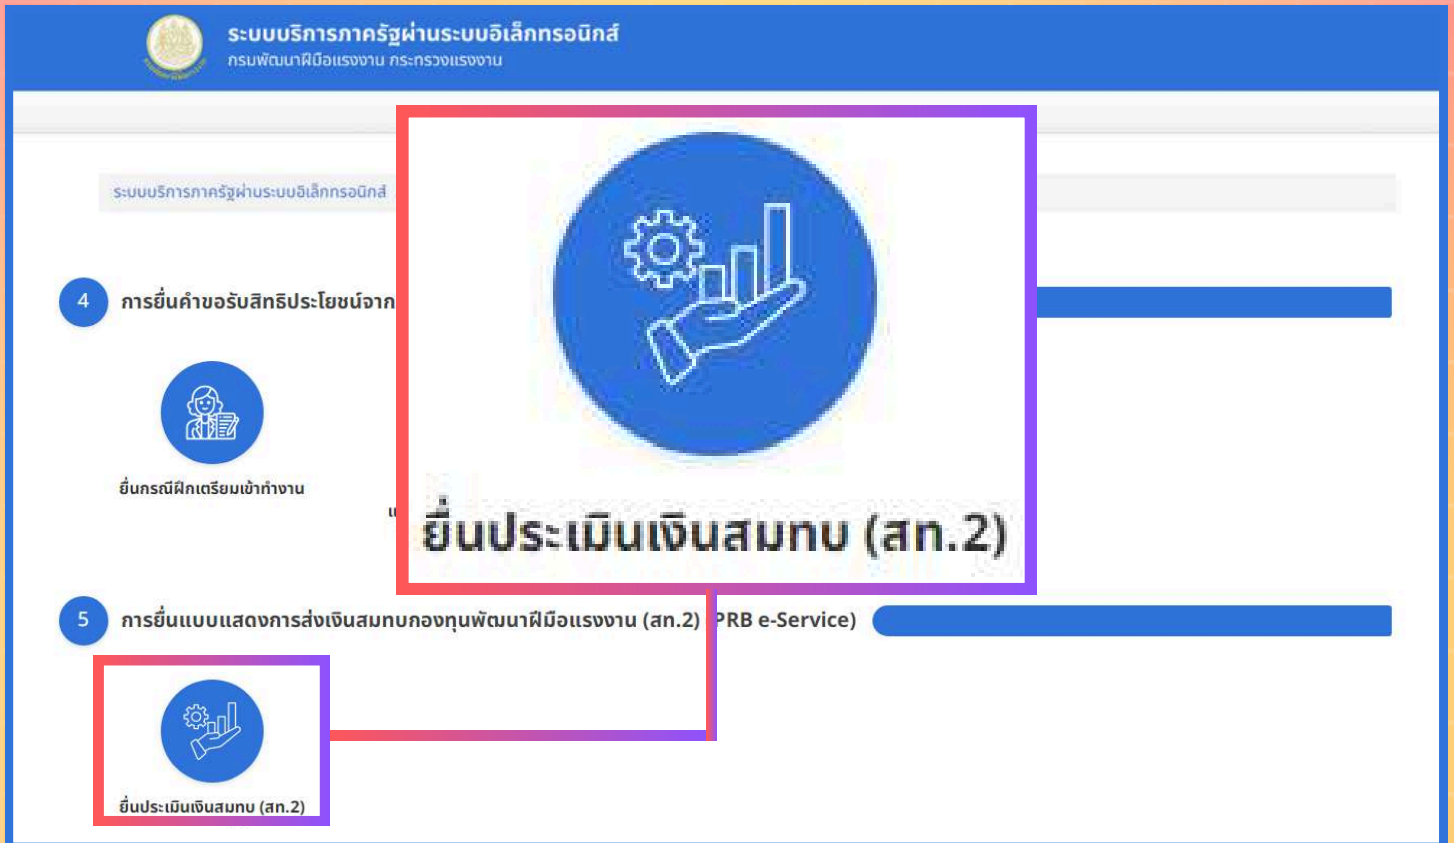 ระบบบริการภาครัฐผ่านระบบอิเล็กทรอนิกส์
กรมพัฒนาฝีมือแรงงาน กระทรวงแรงงาน
ระบบบริการภาครัฐผ่านระบบอิเล็กทรอนิกส์
4 การยื่นคำขอรับสิทธิประโยชน์จาก
ยื่นกรณีฝึกเตรียมเข้าทำงาน
ยื่นประเมินเงินสมทบ (สท.2)
5 การยื่นแบบแสดงการส่งเงินสมทบกองทุนพัฒนาฝีมือแรงงาน (สท.2) PRB e-Service)
ยื่นประเมินเงินสมทบ (สท.2)